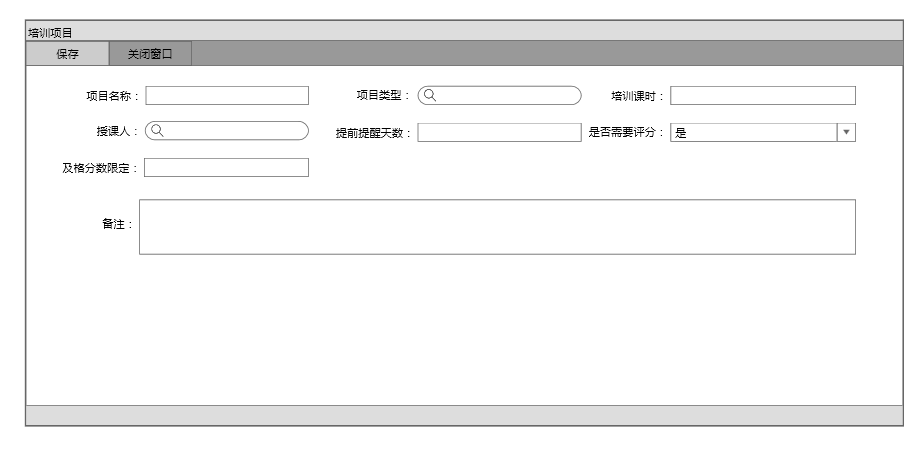 培训项目
保存 关闭窗口
项目名称： 项目类型： 培训课时：
授课人： 提前提醒天数： 是否需要评分： 是
及格分数限定：
备注：